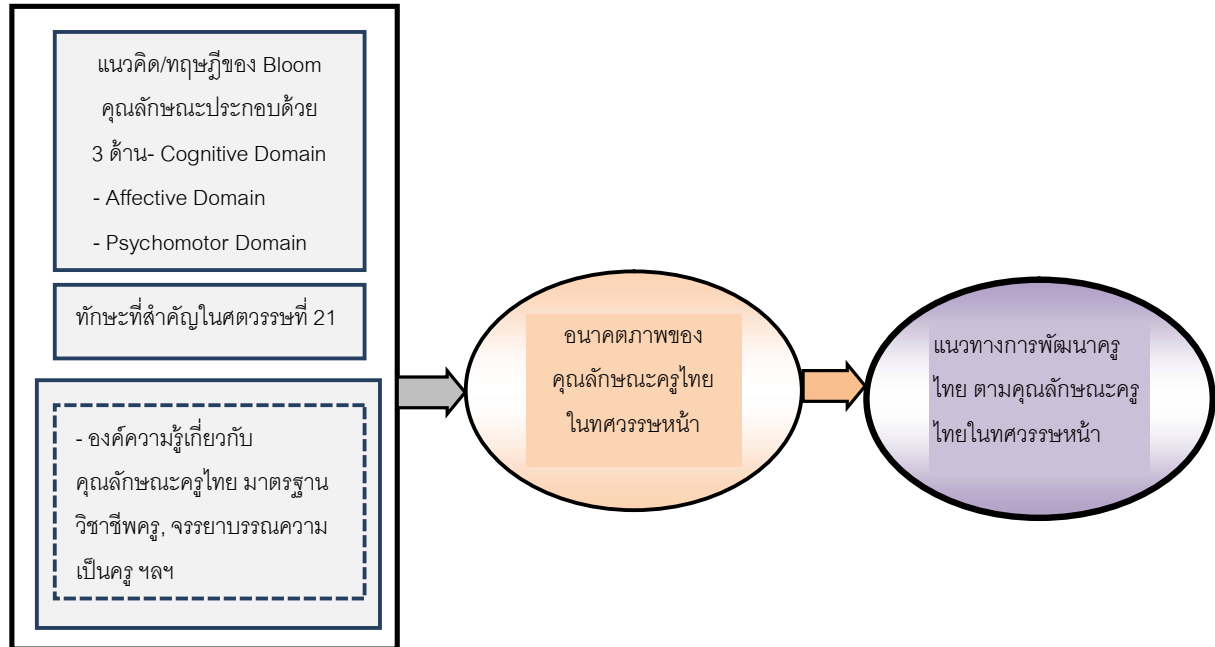 แนวคิด/ทฤษฎีของ Bloom
คุณลักษณะประกอบด้วย
3 ด้าน- Cognitive Domain
- Affective Domain
- Psychomotor Domain
ทักษะที่สำคัญในศตวรรษที่ 21
- องค์ความรู้เกี่ยวกับ
คุณลักษณะครูไทย มาตรฐาน
วิชาชีพครู, จรรยาบรรณความ
เป็นครู ฯลฯ
อนาคตภาพของ
คุณลักษณะครูไทย
ในทศวรรษหน้า
แนวทางการพัฒนาครู
ไทย ตามคุณลักษณะครู
ไทยในทศวรรษหน้า